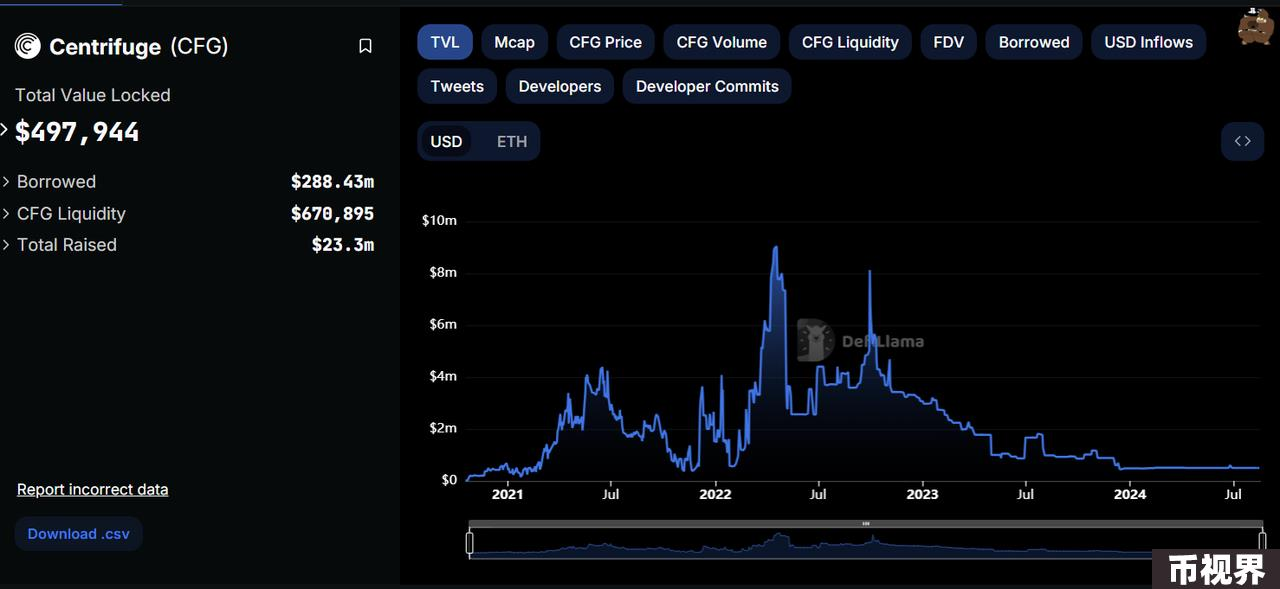 Centrifuge (CFG)
Total Value Locked
$497,944
Borrowed $288.43m
CFG Liquidity $670,895
Total Raised $23.3m
Report incorrect data
Download .csv
TVL Mcap CFG Price CFG Volume CFG Liquidity FDV Borrowed USD Inflows
Tweets Developers Developer Commits
USD ETH
$10m
$8m
$6m
$4m
$2m
$0
DefiLlama
2021 Jul 2022 Jul 2023 Jul 2024 Jul
币视界